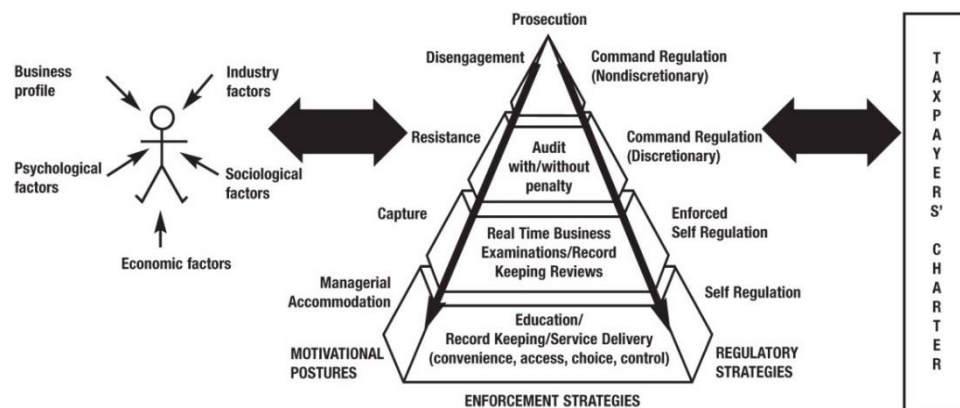 Business
profile
Industry
factors
Psychological
factors
Sociological
factors
Economic factors
Prosecution
Disengagement
Command Regulation
(Nondiscretionary)
Resistance
Audit
with/without
penalty
Command Regulation
(Discretionary)
Capture
Real Time Business
Examinations/Record
Keeping Reviews
Enforced
Self Regulation
Managerial
Accommodation
Self Regulation
Education/
Record Keeping/Service Delivery
(convenience, access, choice, control)
MOTIVATIONAL
POSTURES
REGULATORY
STRATEGIES
ENFORCEMENT STRATEGIES
TAXPAYERS' CHARTER